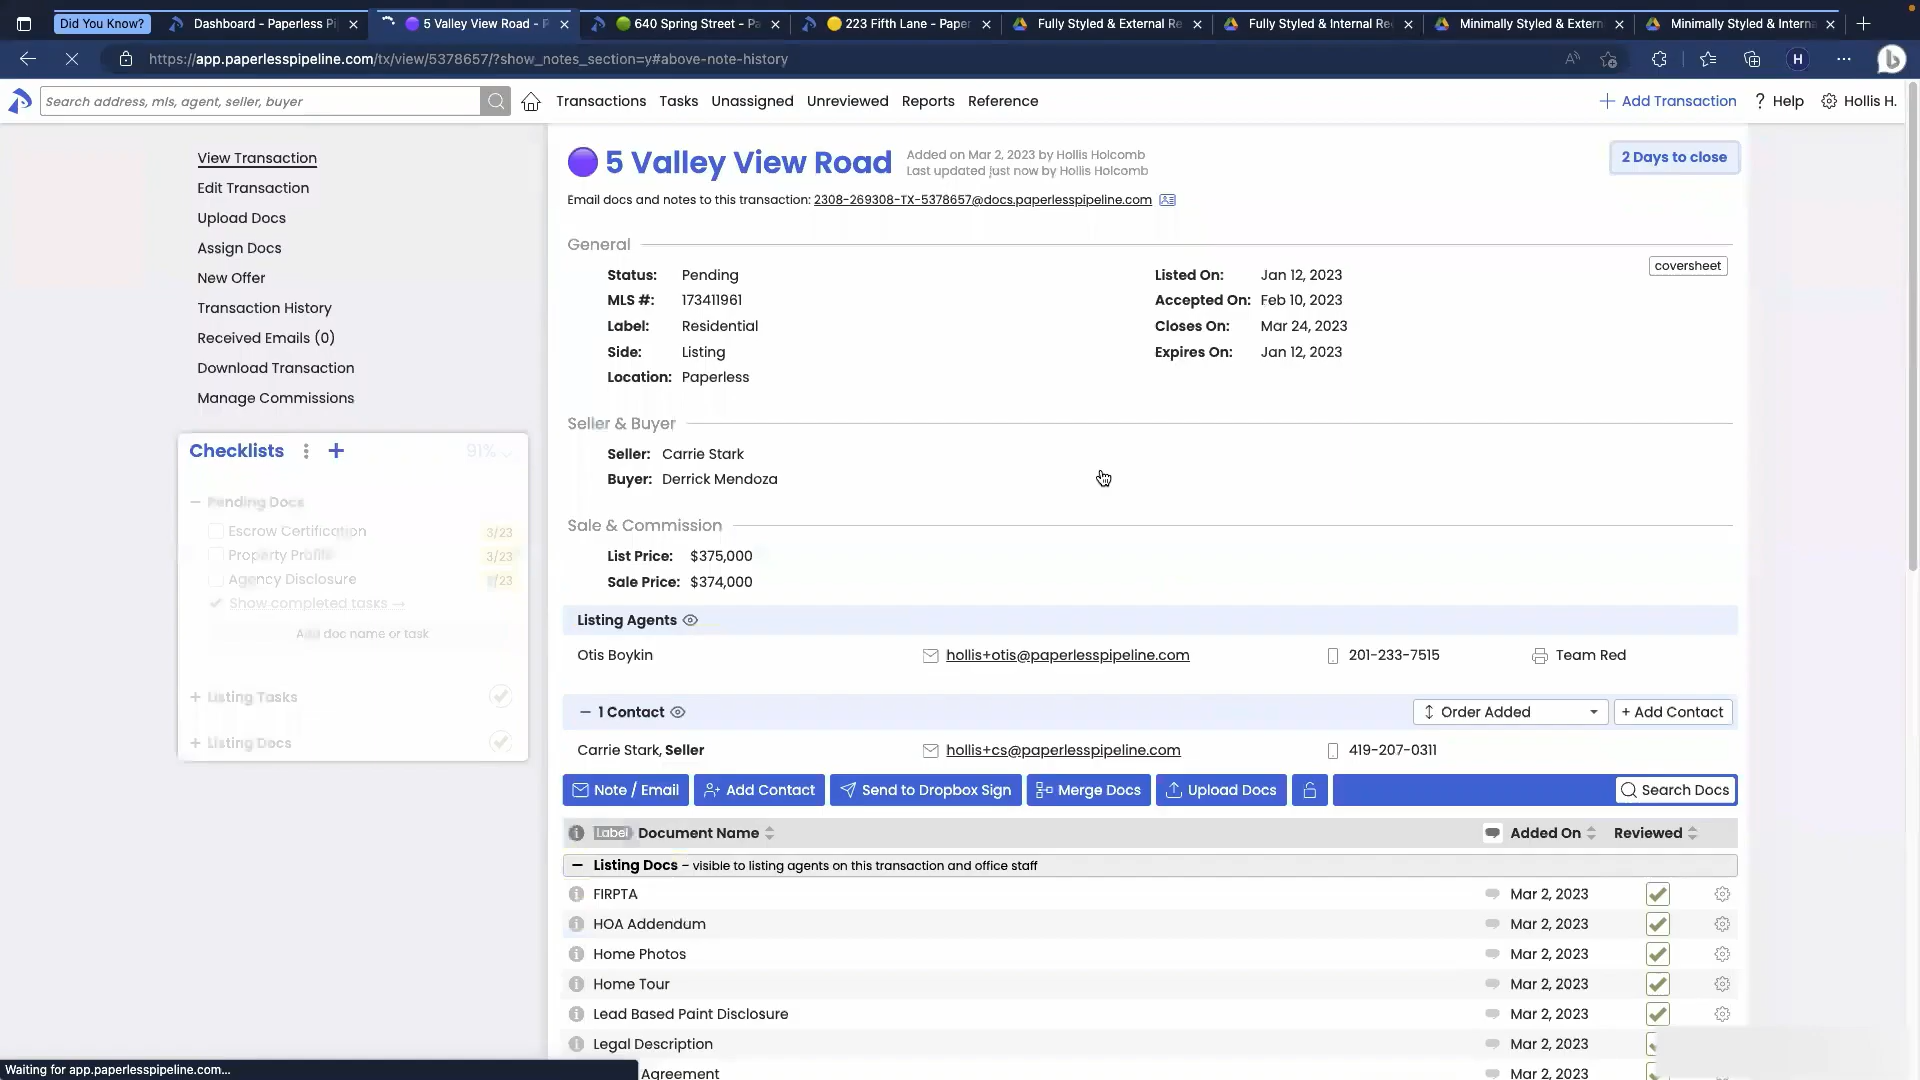 Did You Know?
Dashboard - Paperless Pi
5 Valley View Road - P
640 Spring Street - Pa
223 Fifth Lane - Paper
Fully Styled & External Re
Fully Styled & Internal Re
Minimally Styled & Extern
Minimally Styled & Interna
https://app.paperlesspipeline.com/tx/view/5378657/?show_notes_section=y#above-note-history
H
Search address, mls, agent, seller, buyer
Transactions Tasks Unassigned Unreviewed Reports Reference
+ Add Transaction ? Help Hollis H.
View Transaction
Edit Transaction
Upload Docs
Assign Docs
New Offer
Transaction History
Received Emails (0)
Download Transaction
Manage Commissions
Checklists 91%
Pending Docs
Escrow Certification 3/23
Property Profile 3/23
Agency Disclosure /23
Show completed tasks →
Add doc name or task
+ Listing Tasks
+ Listing Docs
5 Valley View Road
Added on Mar 2, 2023 by Hollis Holcomb
Last updated just now by Hollis Holcomb
2 Days to close
Email docs and notes to this transaction: 2308-269308-TX-5378657@docs.paperlesspipeline.com
General
coversheet
Status: Pending
MLS #: 173411961
Label: Residential
Side: Listing
Location: Paperless
Listed On: Jan 12, 2023
Accepted On: Feb 10, 2023
Closes On: Mar 24, 2023
Expires On: Jan 12, 2023
Seller & Buyer
Seller: Carrie Stark
Buyer: Derrick Mendoza
Sale & Commission
List Price: $375,000
Sale Price: $374,000
Listing Agents
Otis Boykin hollis+otis@paperlesspipeline.com 201-233-7515 Team Red
− 1 Contact Order Added + Add Contact
Carrie Stark, Seller hollis+cs@paperlesspipeline.com 419-207-0311
Note / Email Add Contact Send to Dropbox Sign Merge Docs Upload Docs Search Docs
Label Document Name Added On Reviewed
− Listing Docs – visible to listing agents on this transaction and office staff
FIRPTA Mar 2, 2023
HOA Addendum Mar 2, 2023
Home Photos Mar 2, 2023
Home Tour Mar 2, 2023
Lead Based Paint Disclosure Mar 2, 2023
Legal Description Mar 2, 2023
Agreement Mar 2, 2023
Waiting for app.paperlesspipeline.com...